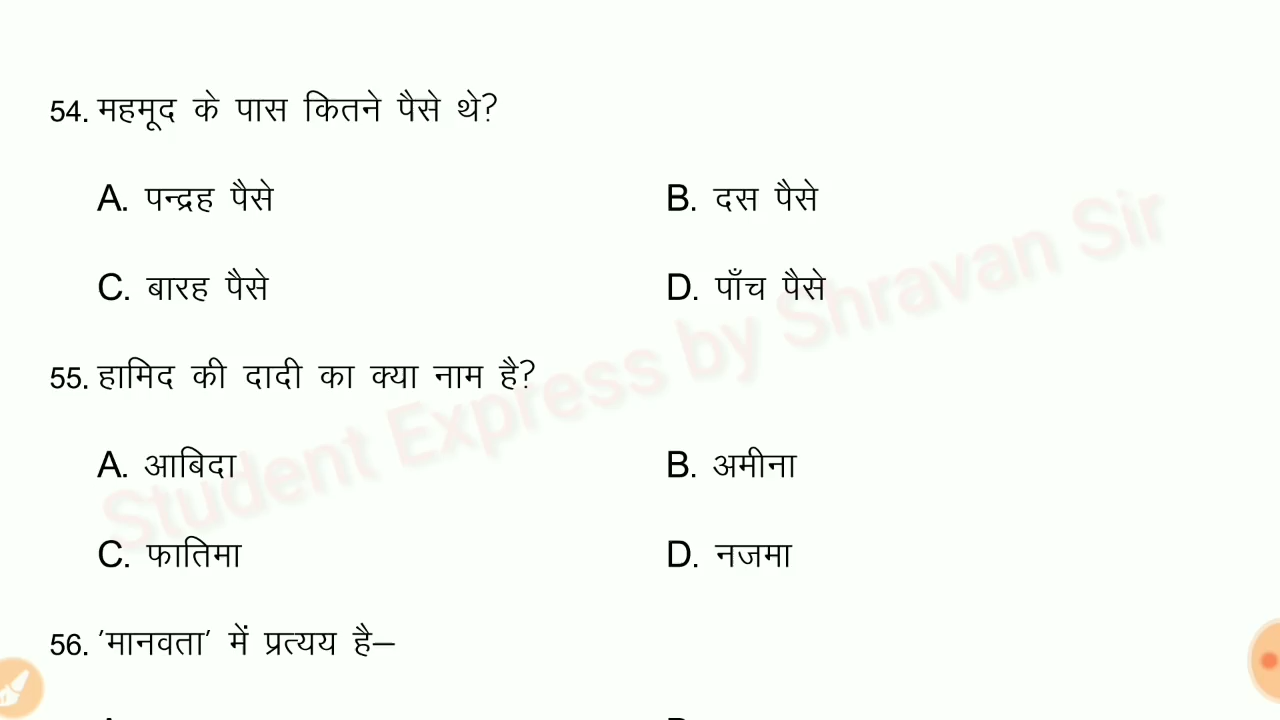 54. महमूद के पास कितने पैसे थे?
A. पन्द्रह पैसे B. दस पैसे
C. बारह पैसे D. पाँच पैसे
55. हामिद की दादी का क्या नाम है?
A. आबिदा B. अमीना
C. फातिमा D. नजमा
56. 'मानवता' में प्रत्यय है–
Student Express by Shravan Sir